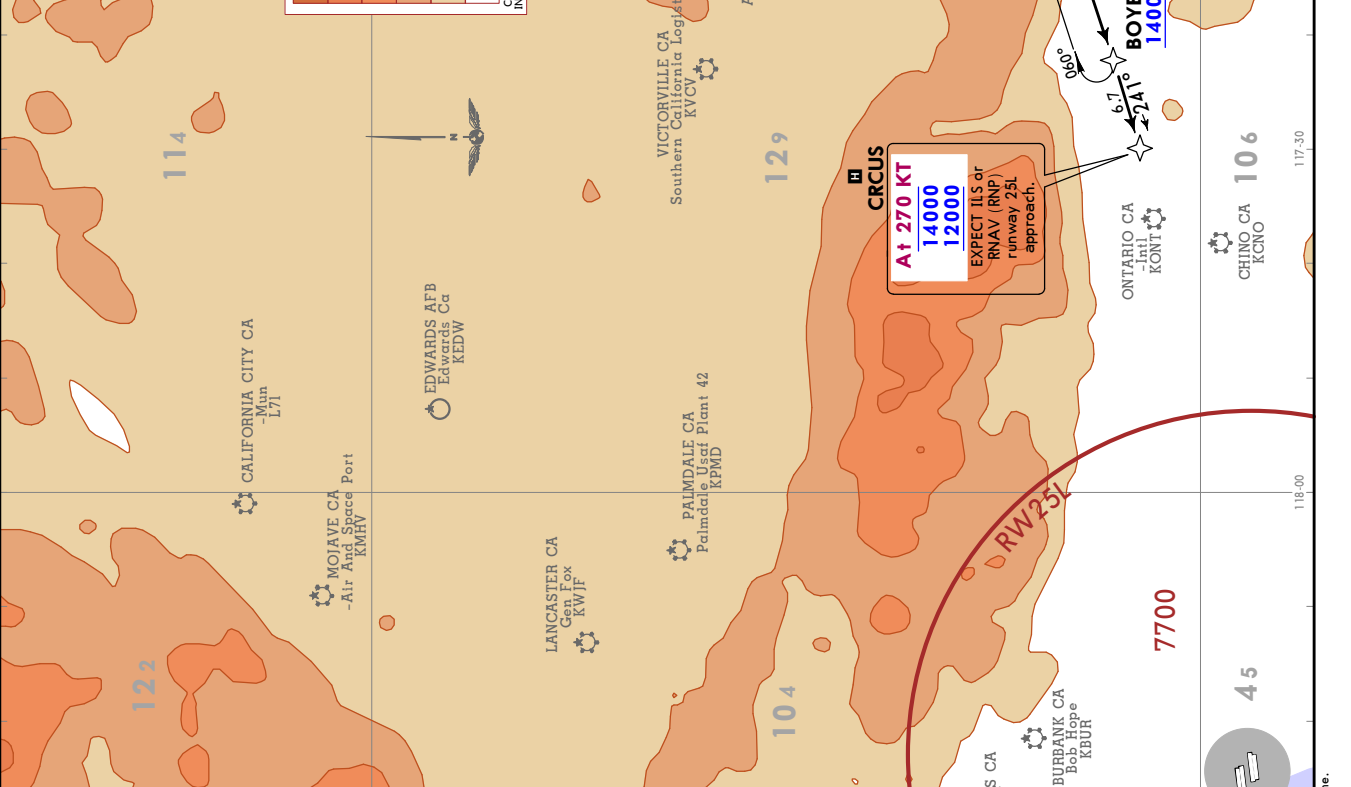 CALIFORNIA CITY CA
-Mun
L71
MOJAVE CA
-Air And Space Port
KMHV
EDWARDS AFB
Edwards Ca
KEDW
LANCASTER CA
Gen Fox
KWJF
PALMDALE CA
Palmdale Usaf Plant 42
KPMD
VICTORVILLE CA
Southern California Logist
KVCV
N
114
129
122
104
106
45
H
CRCUS
At 270 KT
14000
12000
EXPECT ILS or
RNAV (RNP)
runway 25L
approach.
060°
6.7
241°
1400
ONTARIO CA
-Intl
KONT
CHINO CA
KCNO
117-30
118-00
RW25L
7700
BURBANK CA
Bob Hope
KBUR
S CA
ne.